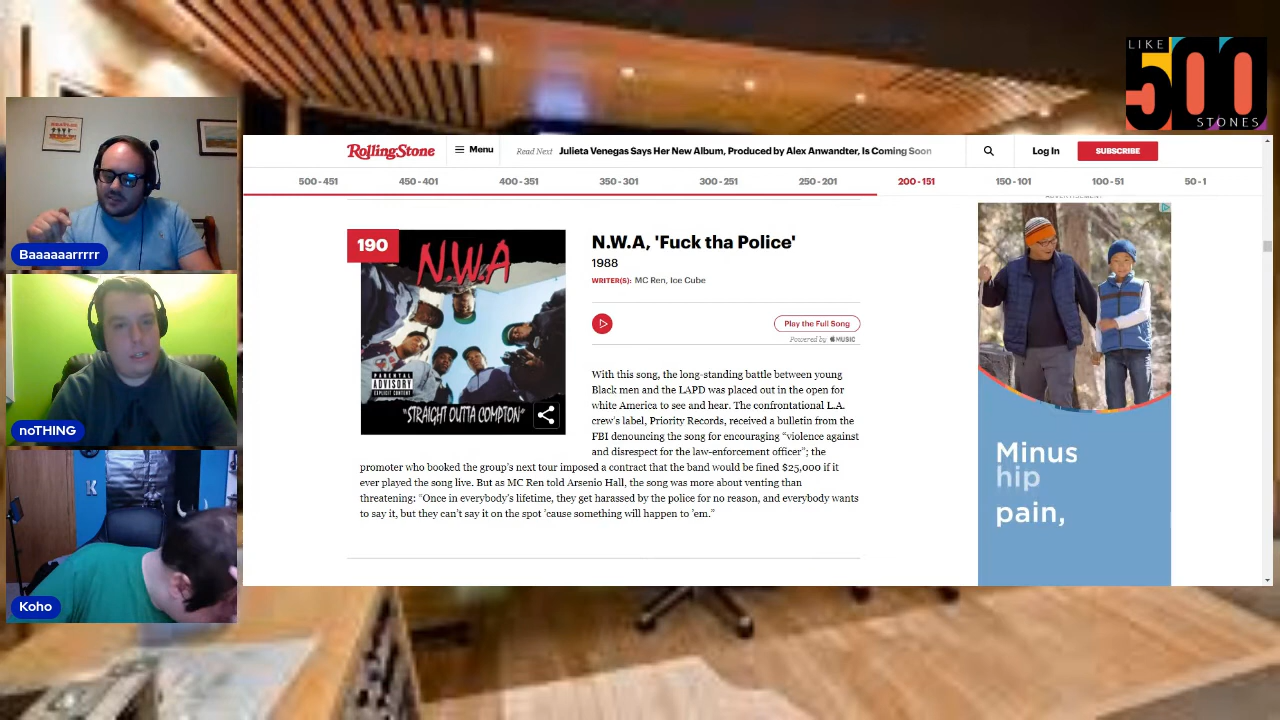 LIKE
500
STONES
RollingStone
Menu
Read Next Julieta Venegas Says Her New Album, Produced by Alex Anwandter, Is Coming Soon
Log In
SUBSCRIBE
500 - 451
450 - 401
400 - 351
350 - 301
300 - 251
250 - 201
200 - 151
150 - 101
100 - 51
50 - 1
Baaaaaarrrrr
noTHING
K
Koho
190
N.W.A
PARENTAL
ADVISORY
EXPLICIT CONTENT
"STRAIGHT OUTTA COMPTON"
N.W.A, 'Fuck tha Police'
1988
WRITER(S): MC Ren, Ice Cube
Play the Full Song
Powered by MUSIC
With this song, the long-standing battle between young
Black men and the LAPD was placed out in the open for
white America to see and hear. The confrontational L.A.
crew's label, Priority Records, received a bulletin from the
FBI denouncing the song for encouraging “violence against
and disrespect for the law-enforcement officer”; the
promoter who booked the group's next tour imposed a contract that the band would be fined $25,000 if it
ever played the song live. But as MC Ren told Arsenio Hall, the song was more about venting than
threatening: “Once in everybody's lifetime, they get harassed by the police for no reason, and everybody wants
to say it, but they can't say it on the spot 'cause something will happen to 'em.”
ADVERTISEMENT
Minus
hip
pain,